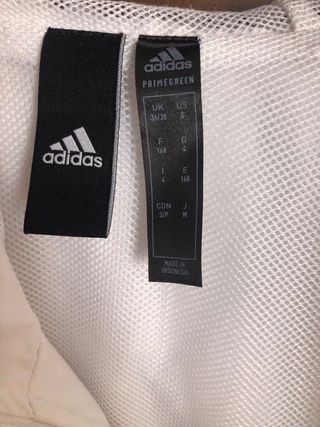 adidas
adidas
PRIMEGREEN
UK US
36/38 S
F D
168 4
I E
4 168
CDN J
S/P M
MADE IN
INDONESIA